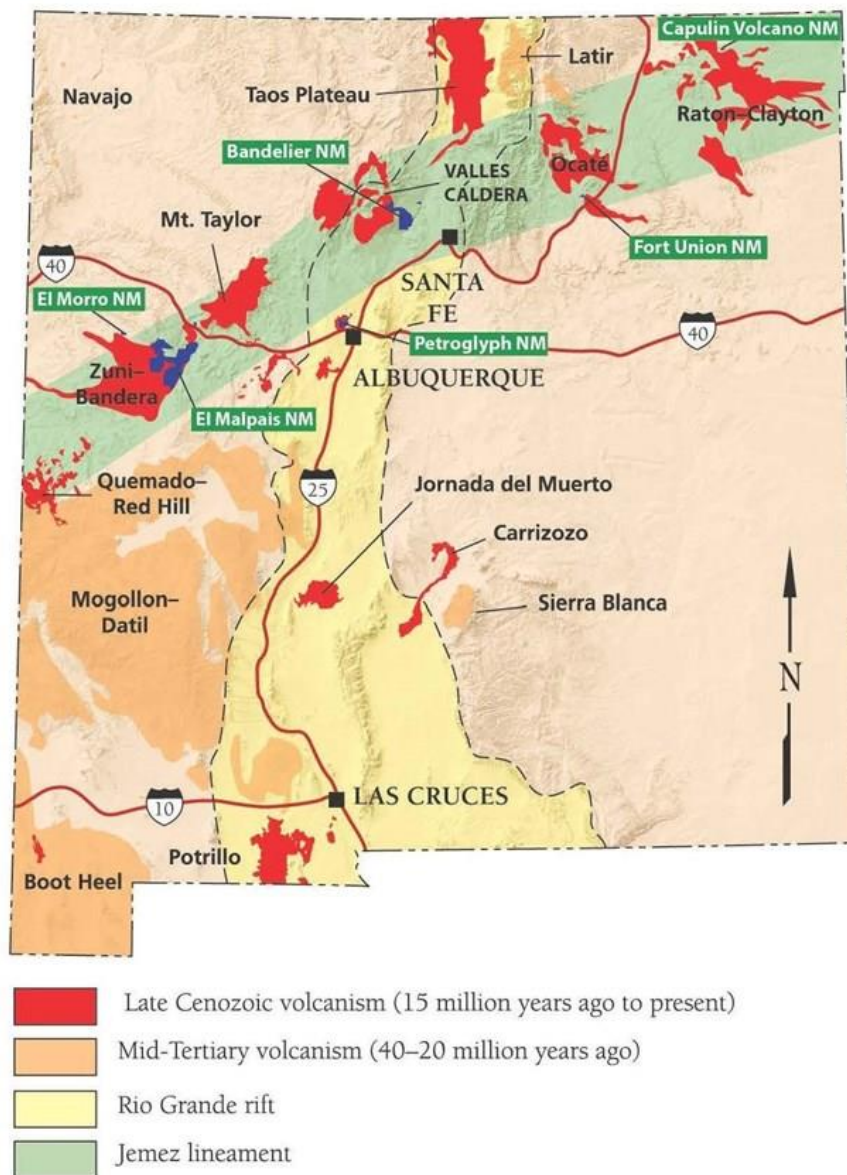 Capulin Volcano NM
Latir
Navajo
Taos Plateau
Raton–Clayton
Bandelier NM
VALLES
CALDERA
Ocaté
Mt. Taylor
Fort Union NM
40
SANTA
FE
El Morro NM
40
Petroglyph NM
ALBUQUERQUE
Zuni–
Bandera
El Malpais NM
Quemado–
Red Hill
25
Jornada del Muerto
Carrizozo
Mogollon–
Datil
Sierra Blanca
N
10
LAS CRUCES
Potrillo
Boot Heel
Late Cenozoic volcanism (15 million years ago to present)
Mid-Tertiary volcanism (40–20 million years ago)
Rio Grande rift
Jemez lineament